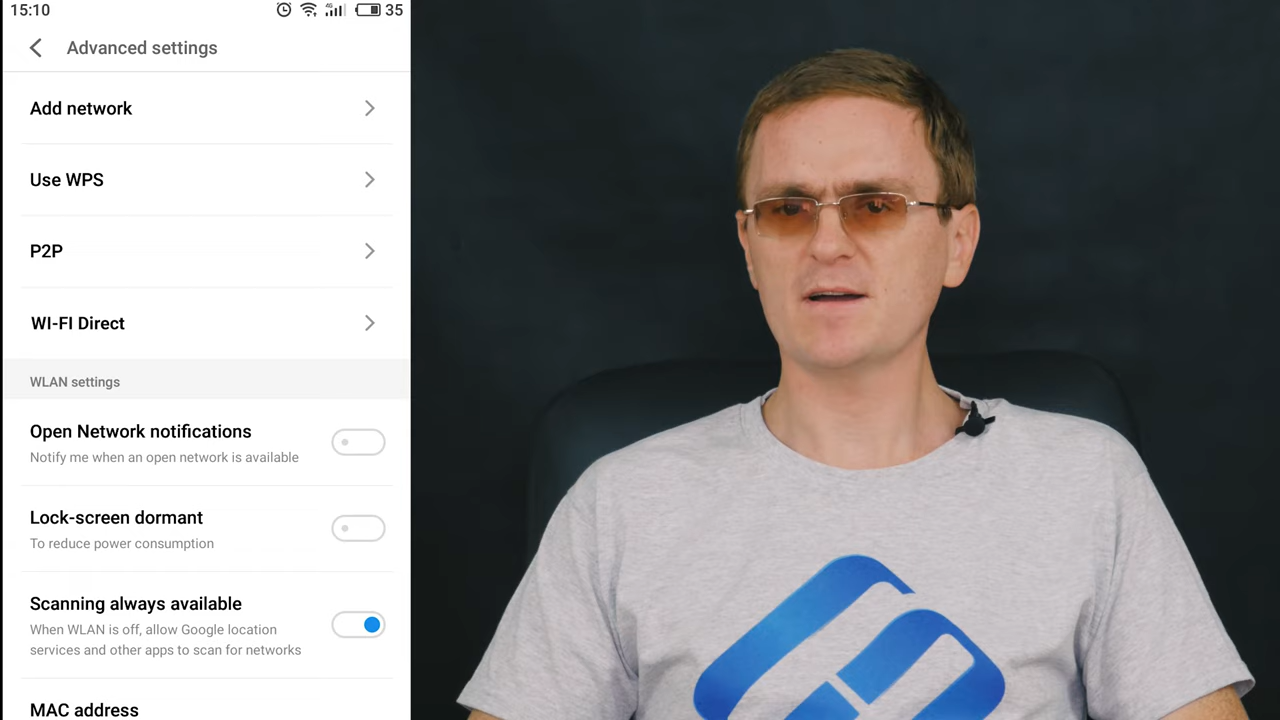 15:10
4G
35
Advanced settings
Add network
Use WPS
P2P
WI-FI Direct
WLAN settings
Open Network notifications
Notify me when an open network is available
Lock-screen dormant
To reduce power consumption
Scanning always available
When WLAN is off, allow Google location
services and other apps to scan for networks
MAC address